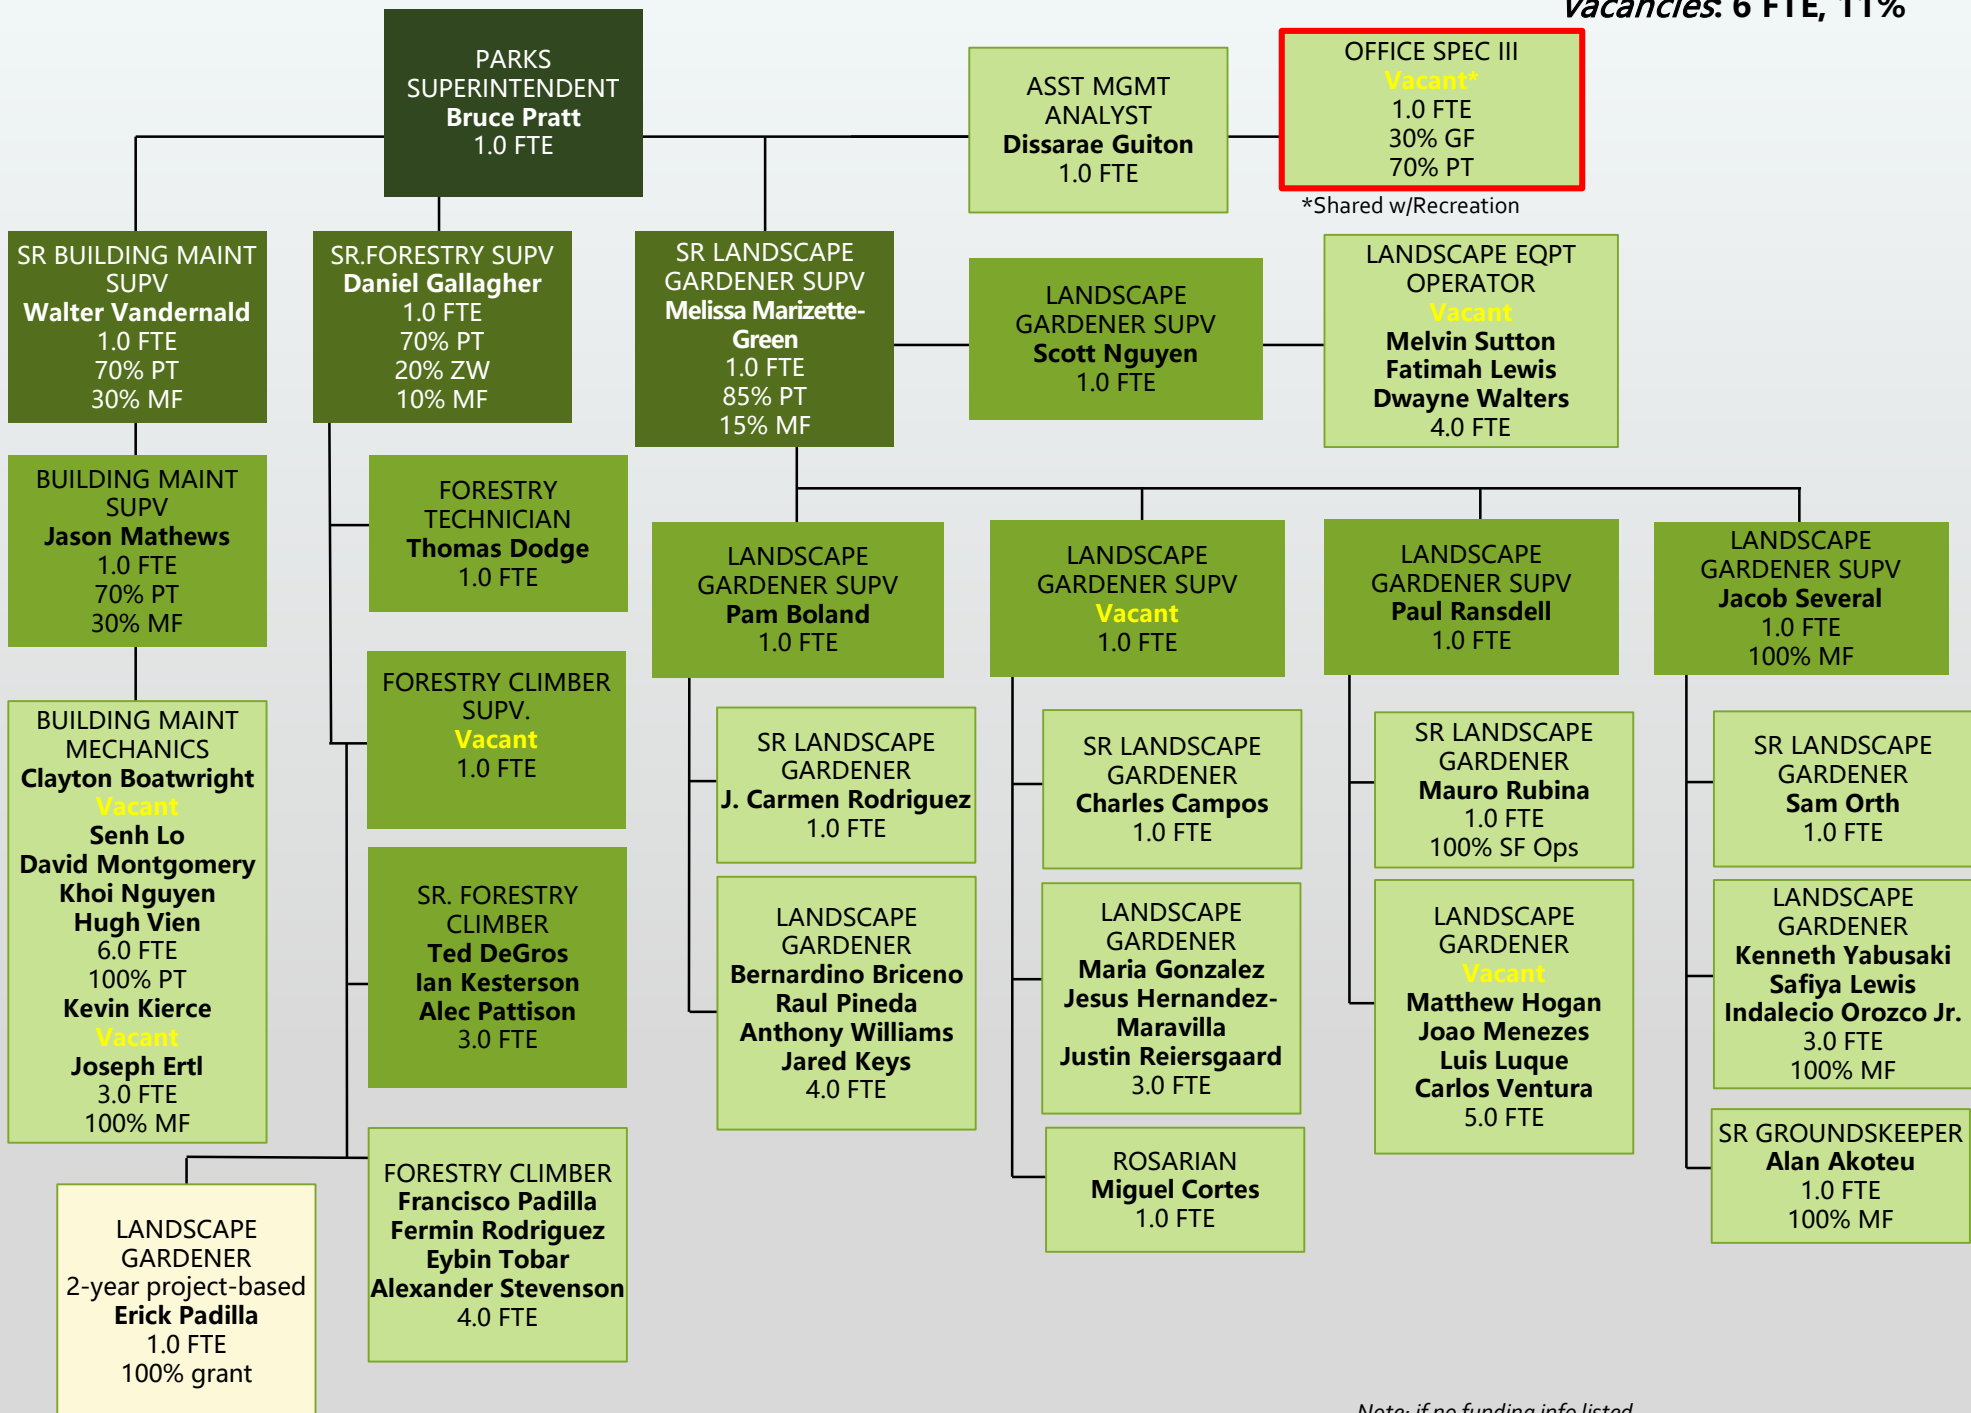 Vacancies: 6 FTE, 11%
PARKS
SUPERINTENDENT
Bruce Pratt
1.0 FTE
ASST MGMT
ANALYST
Dissarae Guiton
1.0 FTE
OFFICE SPEC III
Vacant*
1.0 FTE
30% GF
70% PT
*Shared w/Recreation
SR BUILDING MAINT
SUPV
Walter Vandernald
1.0 FTE
70% PT
30% MF
SR.FORESTRY SUPV
Daniel Gallagher
1.0 FTE
70% PT
20% ZW
10% MF
SR LANDSCAPE
GARDENER SUPV
Melissa Marizette-
Green
1.0 FTE
85% PT
15% MF
LANDSCAPE
GARDENER SUPV
Scott Nguyen
1.0 FTE
LANDSCAPE EQPT
OPERATOR
Vacant
Melvin Sutton
Fatimah Lewis
Dwayne Walters
4.0 FTE
BUILDING MAINT
SUPV
Jason Mathews
1.0 FTE
70% PT
30% MF
FORESTRY
TECHNICIAN
Thomas Dodge
1.0 FTE
LANDSCAPE
GARDENER SUPV
Pam Boland
1.0 FTE
LANDSCAPE
GARDENER SUPV
Vacant
1.0 FTE
LANDSCAPE
GARDENER SUPV
Paul Ransdell
1.0 FTE
LANDSCAPE
GARDENER SUPV
Jacob Several
1.0 FTE
100% MF
BUILDING MAINT
MECHANICS
Clayton Boatwright
Vacant
Senh Lo
David Montgomery
Khoi Nguyen
Hugh Vien
6.0 FTE
100% PT
Kevin Kierce
Vacant
Joseph Ertl
3.0 FTE
100% MF
FORESTRY CLIMBER
SUPV.
Vacant
1.0 FTE
SR. FORESTRY
CLIMBER
Ted DeGros
Ian Kesterson
Alec Pattison
3.0 FTE
FORESTRY CLIMBER
Francisco Padilla
Fermin Rodriguez
Eybin Tobar
Alexander Stevenson
4.0 FTE
LANDSCAPE
GARDENER
2-year project-based
Erick Padilla
1.0 FTE
100% grant
SR LANDSCAPE
GARDENER
J. Carmen Rodriguez
1.0 FTE
LANDSCAPE
GARDENER
Bernardino Briceno
Raul Pineda
Anthony Williams
Jared Keys
4.0 FTE
SR LANDSCAPE
GARDENER
Charles Campos
1.0 FTE
LANDSCAPE
GARDENER
Maria Gonzalez
Jesus Hernandez-
Maravilla
Justin Reiersgaard
3.0 FTE
ROSARIAN
Miguel Cortes
1.0 FTE
SR LANDSCAPE
GARDENER
Mauro Rubina
1.0 FTE
100% SF Ops
LANDSCAPE
GARDENER
Vacant
Matthew Hogan
Joao Menezes
Luis Luque
Carlos Ventura
5.0 FTE
SR LANDSCAPE
GARDENER
Sam Orth
1.0 FTE
LANDSCAPE
GARDENER
Kenneth Yabusaki
Safiya Lewis
Indalecio Orozco Jr.
3.0 FTE
100% MF
SR GROUNDSKEEPER
Alan Akoteu
1.0 FTE
100% MF
Note: if no funding info listed